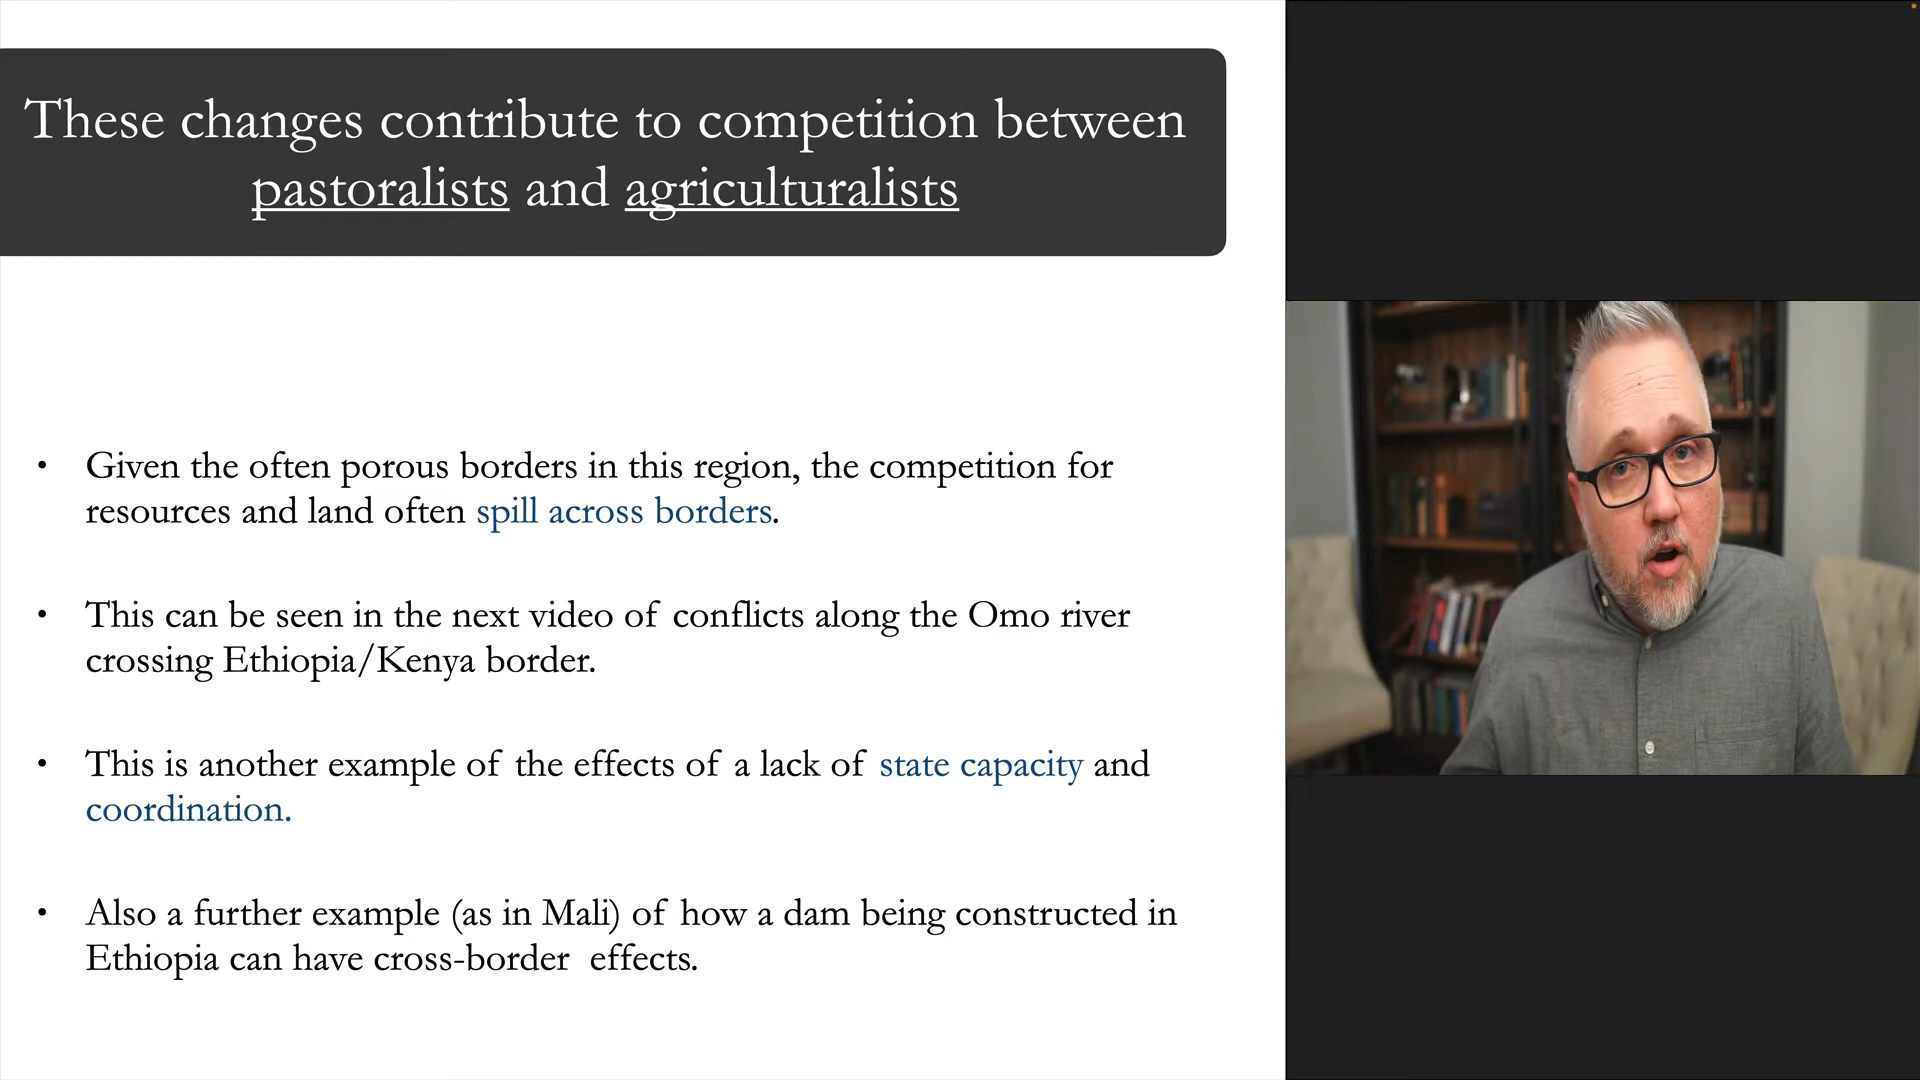 These changes contribute to competition between
pastoralists and agriculturalists
• Given the often porous borders in this region, the competition for
resources and land often spill across borders.
• This can be seen in the next video of conflicts along the Omo river
crossing Ethiopia/Kenya border.
• This is another example of the effects of a lack of state capacity and
coordination.
• Also a further example (as in Mali) of how a dam being constructed in
Ethiopia can have cross-border effects.